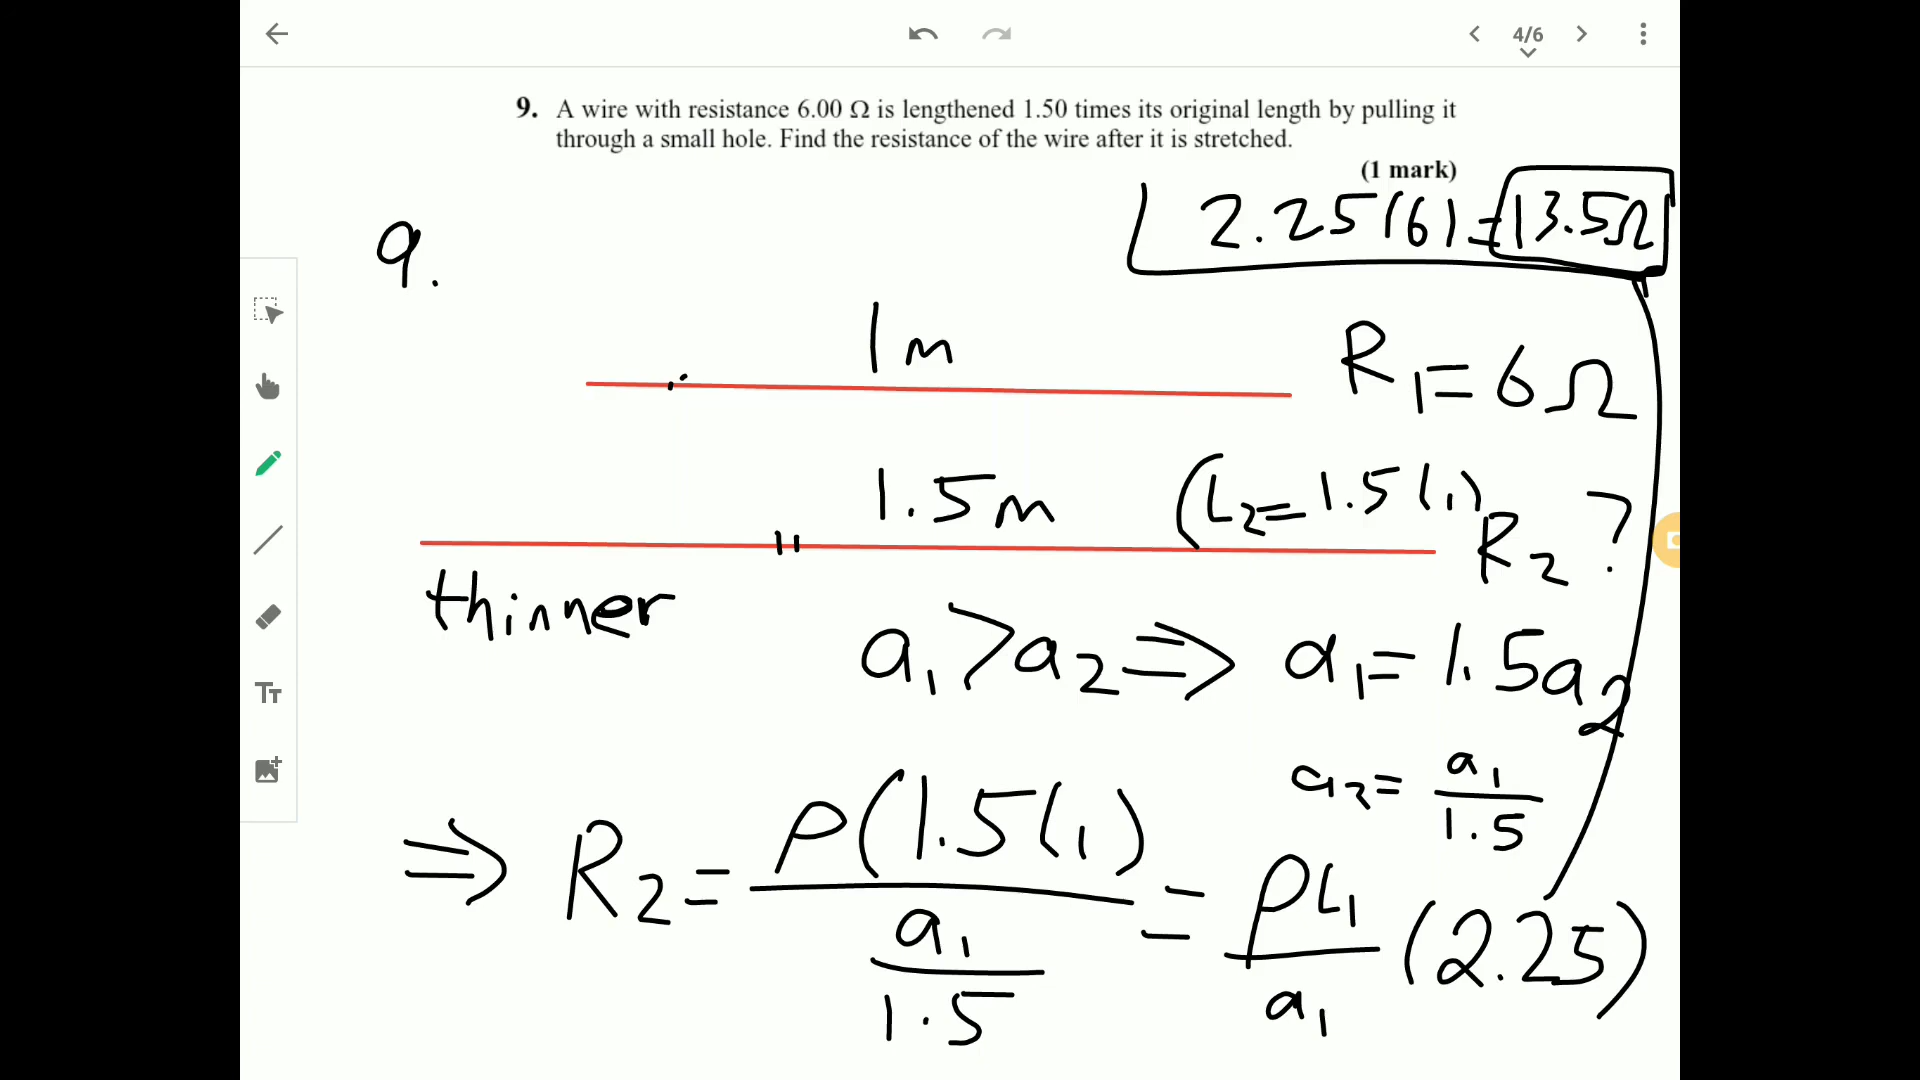 4/6
9. A wire with resistance 6.00 Ω is lengthened 1.50 times its original length by pulling it
through a small hole. Find the resistance of the wire after it is stretched.
(1 mark)
2.25(6) = 13.5Ω
9.
1m
R1 = 6Ω
1.5m
(L2 = 1.5L1)
R2 ?
thinner
a1 > a2 ⇒ a1 = 1.5a2
a2 = a1/1.5
⇒ R2 = ρ(1.5L1) / (a1/1.5) = ρL1/a1 (2.25)
TT